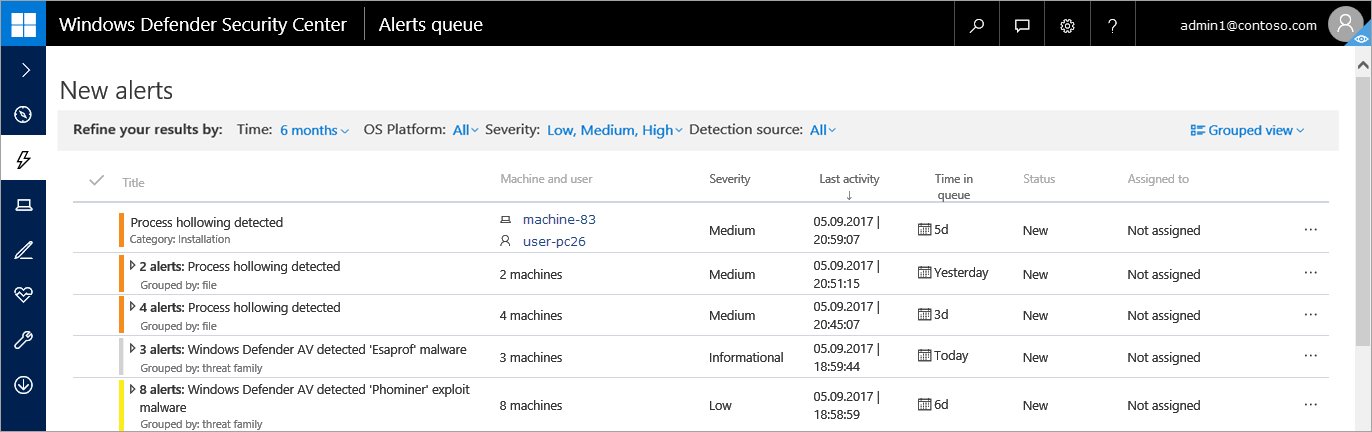 Windows Defender Security Center | Alerts queue ? admin1@contoso.com
New alerts
Refine your results by: Time: 6 months OS Platform: All Severity: Low, Medium, High Detection source: All Grouped view
Title Machine and user Severity Last activity ↓ Time in queue Status Assigned to
Process hollowing detected
Category: Installation
machine-83
user-pc26
Medium
05.09.2017 |
20:59:07
5d
New
Not assigned
...
2 alerts: Process hollowing detected
Grouped by: file
2 machines
Medium
05.09.2017 |
20:51:15
Yesterday
New
Not assigned
...
4 alerts: Process hollowing detected
Grouped by: file
4 machines
Medium
05.09.2017 |
20:45:07
3d
New
Not assigned
...
3 alerts: Windows Defender AV detected 'Esaprof' malware
Grouped by: threat family
3 machines
Informational
05.09.2017 |
18:59:44
Today
New
Not assigned
...
8 alerts: Windows Defender AV detected 'Phominer' exploit
malware
Grouped by: threat family
8 machines
Low
05.09.2017 |
18:58:59
6d
New
Not assigned
...